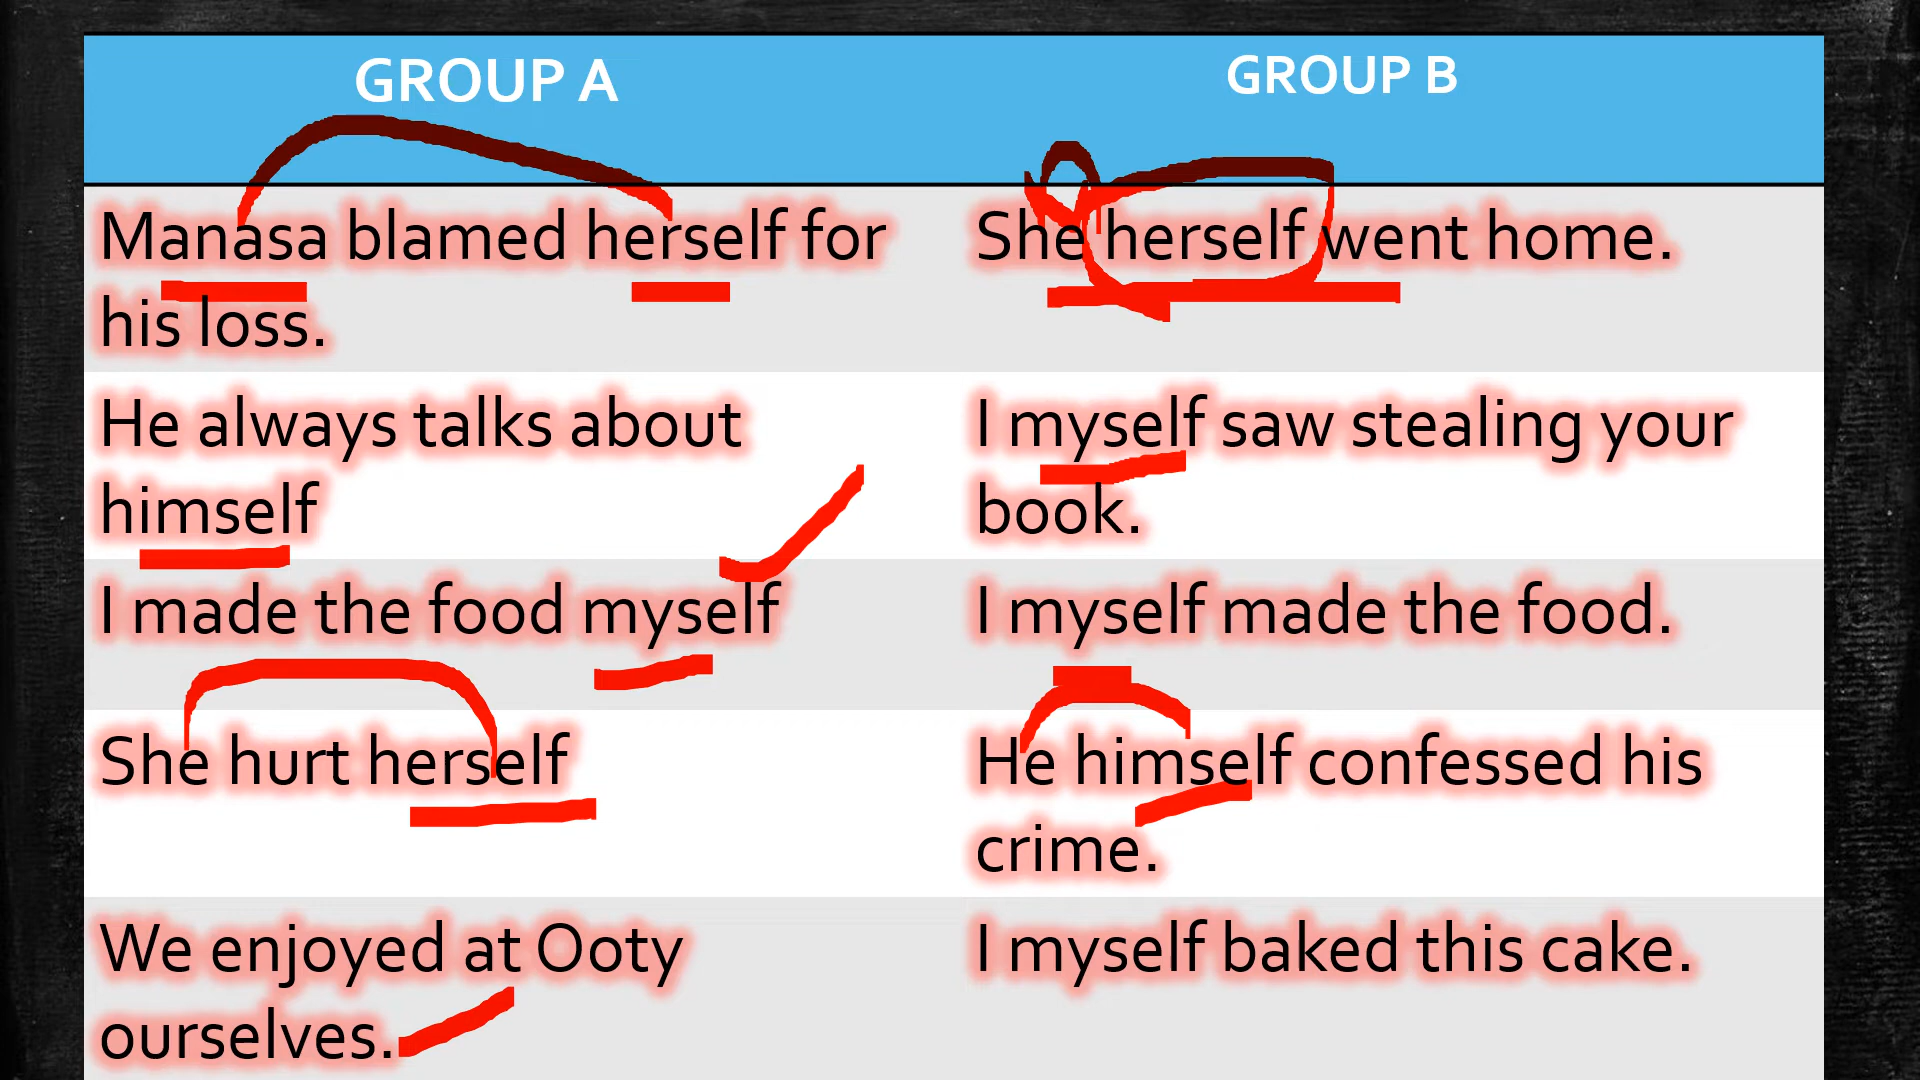 GROUP A
GROUP B
Manasa blamed herself for
his loss.
She herself went home.
He always talks about
himself
I myself saw stealing your
book.
I made the food myself
I myself made the food.
She hurt herself
He himself confessed his
crime.
We enjoyed at Ooty
ourselves.
I myself baked this cake.